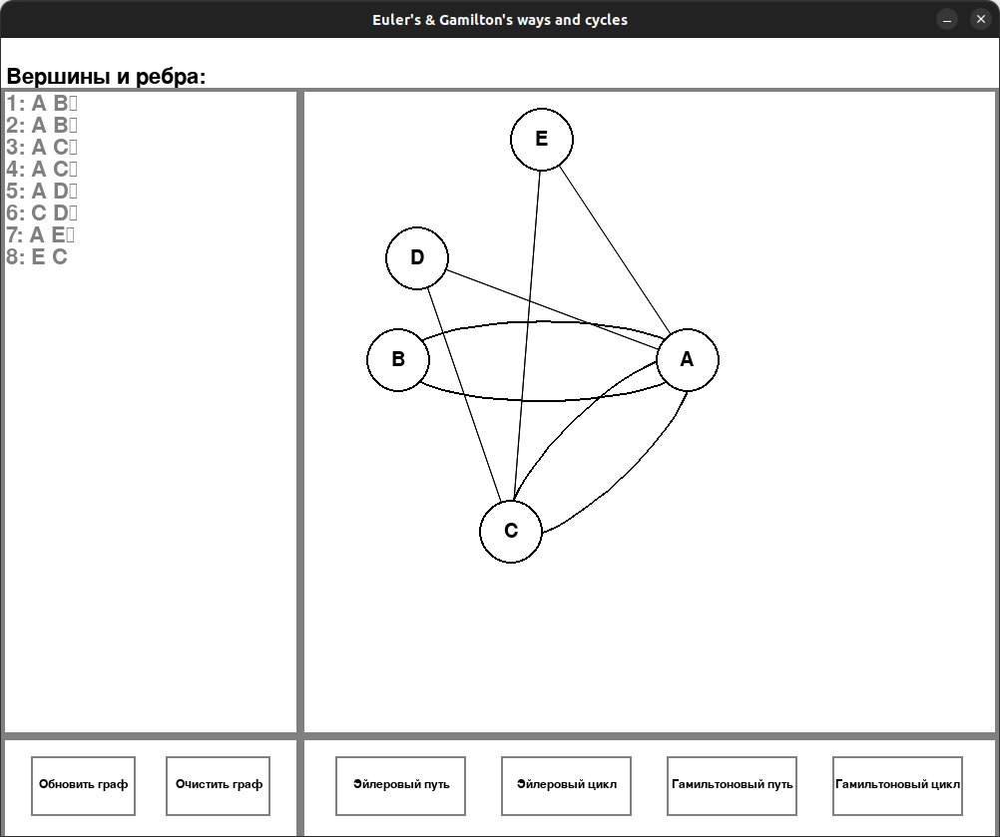 Euler's & Gamilton's ways and cycles
Вершины и ребра:
1: A B▯
2: A B▯
3: A C▯
4: A C▯
5: A D▯
6: C D▯
7: A E▯
8: E C
E
D
B
A
C
Обновить граф
Очистить граф
Эйлеровый путь
Эйлеровый цикл
Гамильтоновый путь
Гамильтоновый цикл